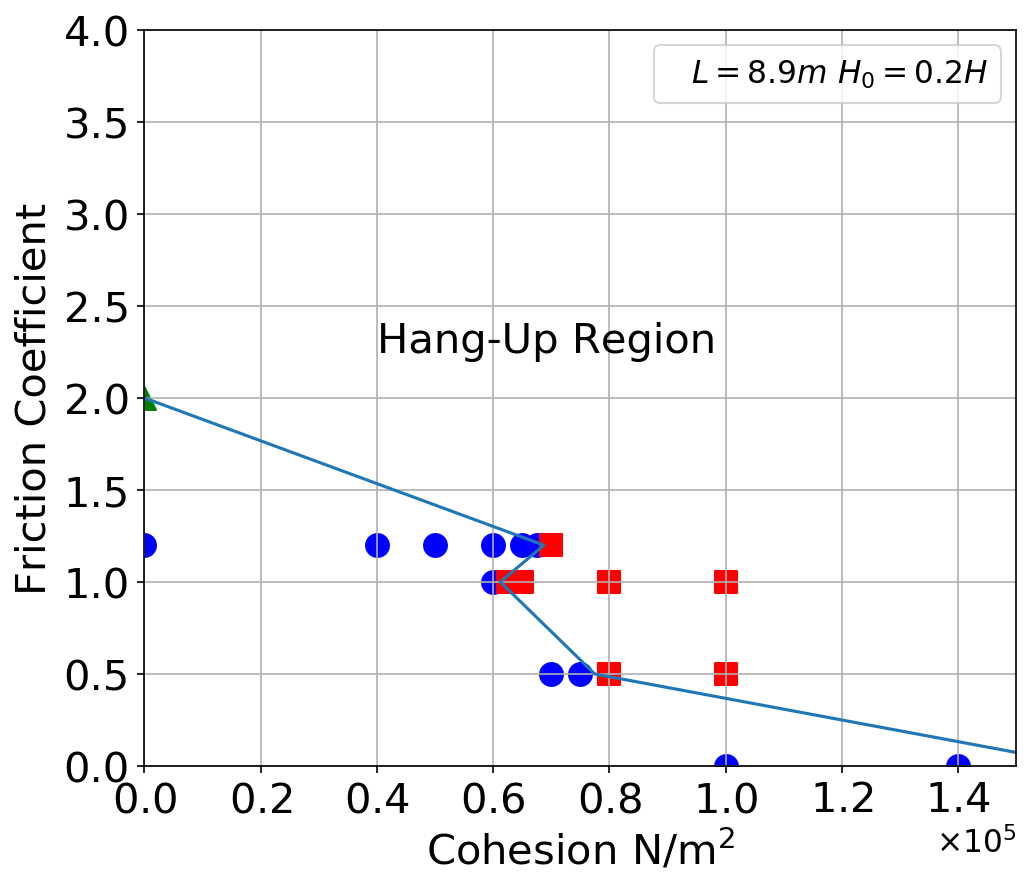 4.0
3.5
3.0
2.5
2.0
1.5
1.0
0.5
0.0
Friction Coefficient
L = 8.9m H₀ = 0.2H
Hang-Up Region
0.0 0.2 0.4 0.6 0.8 1.0 1.2 1.4
×10⁵
Cohesion N/m²